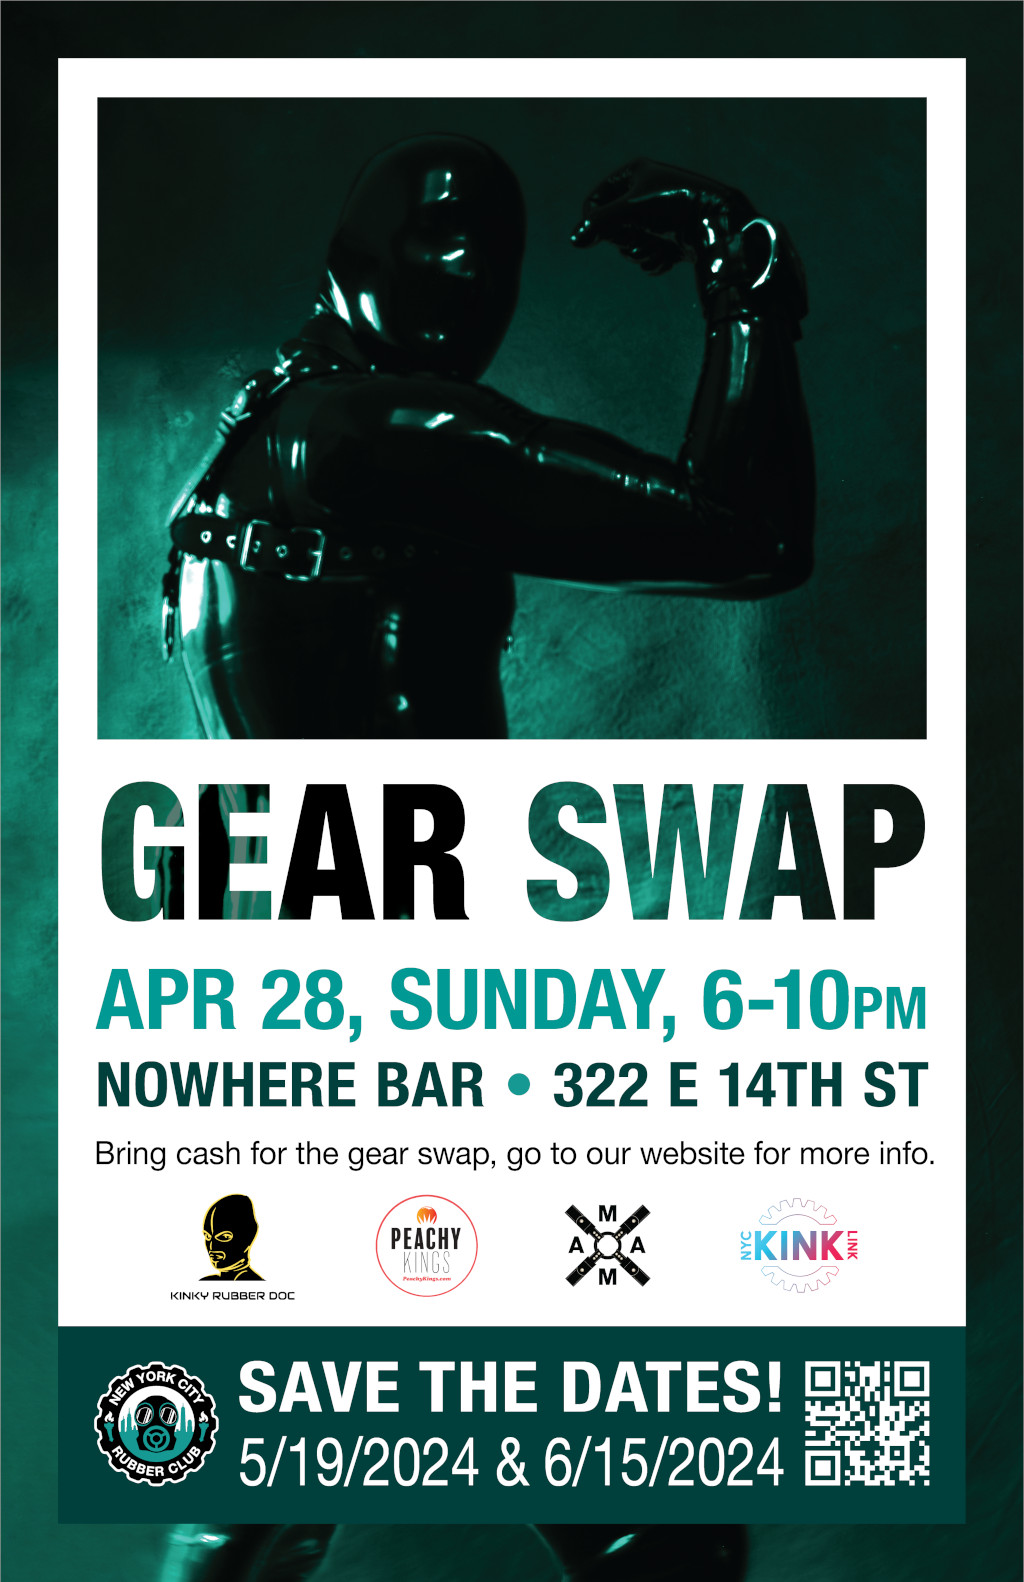 GEAR SWAP
APR 28, SUNDAY, 6-10PM
NOWHERE BAR • 322 E 14TH ST
Bring cash for the gear swap, go to our website for more info.
KINKY RUBBER DOC
PEACHY
KINGS
PeachyKings.com
M
A A
M
NYC
KINK
LINK
NEW YORK CITY
RUBBER CLUB
SAVE THE DATES!
5/19/2024 & 6/15/2024